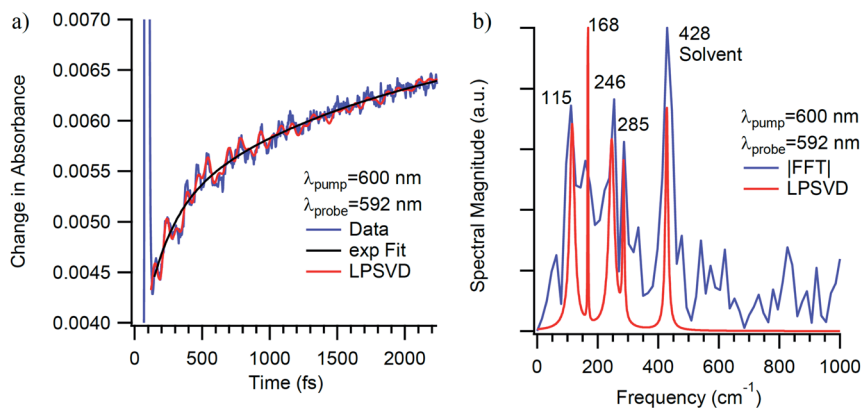 a)
Change in Absorbance
0.0070
0.0065
0.0060
0.0055
0.0050
0.0045
0.0040
λpump=600 nm
λprobe=592 nm
Data
exp Fit
LPSVD
0 500 1000 1500 2000
Time (fs)
b)
Spectral Magnitude (a.u.)
168
428
Solvent
246
115
285
λpump=600 nm
λprobe=592 nm
|FFT|
LPSVD
0 200 400 600 800 1000
Frequency (cm⁻¹)